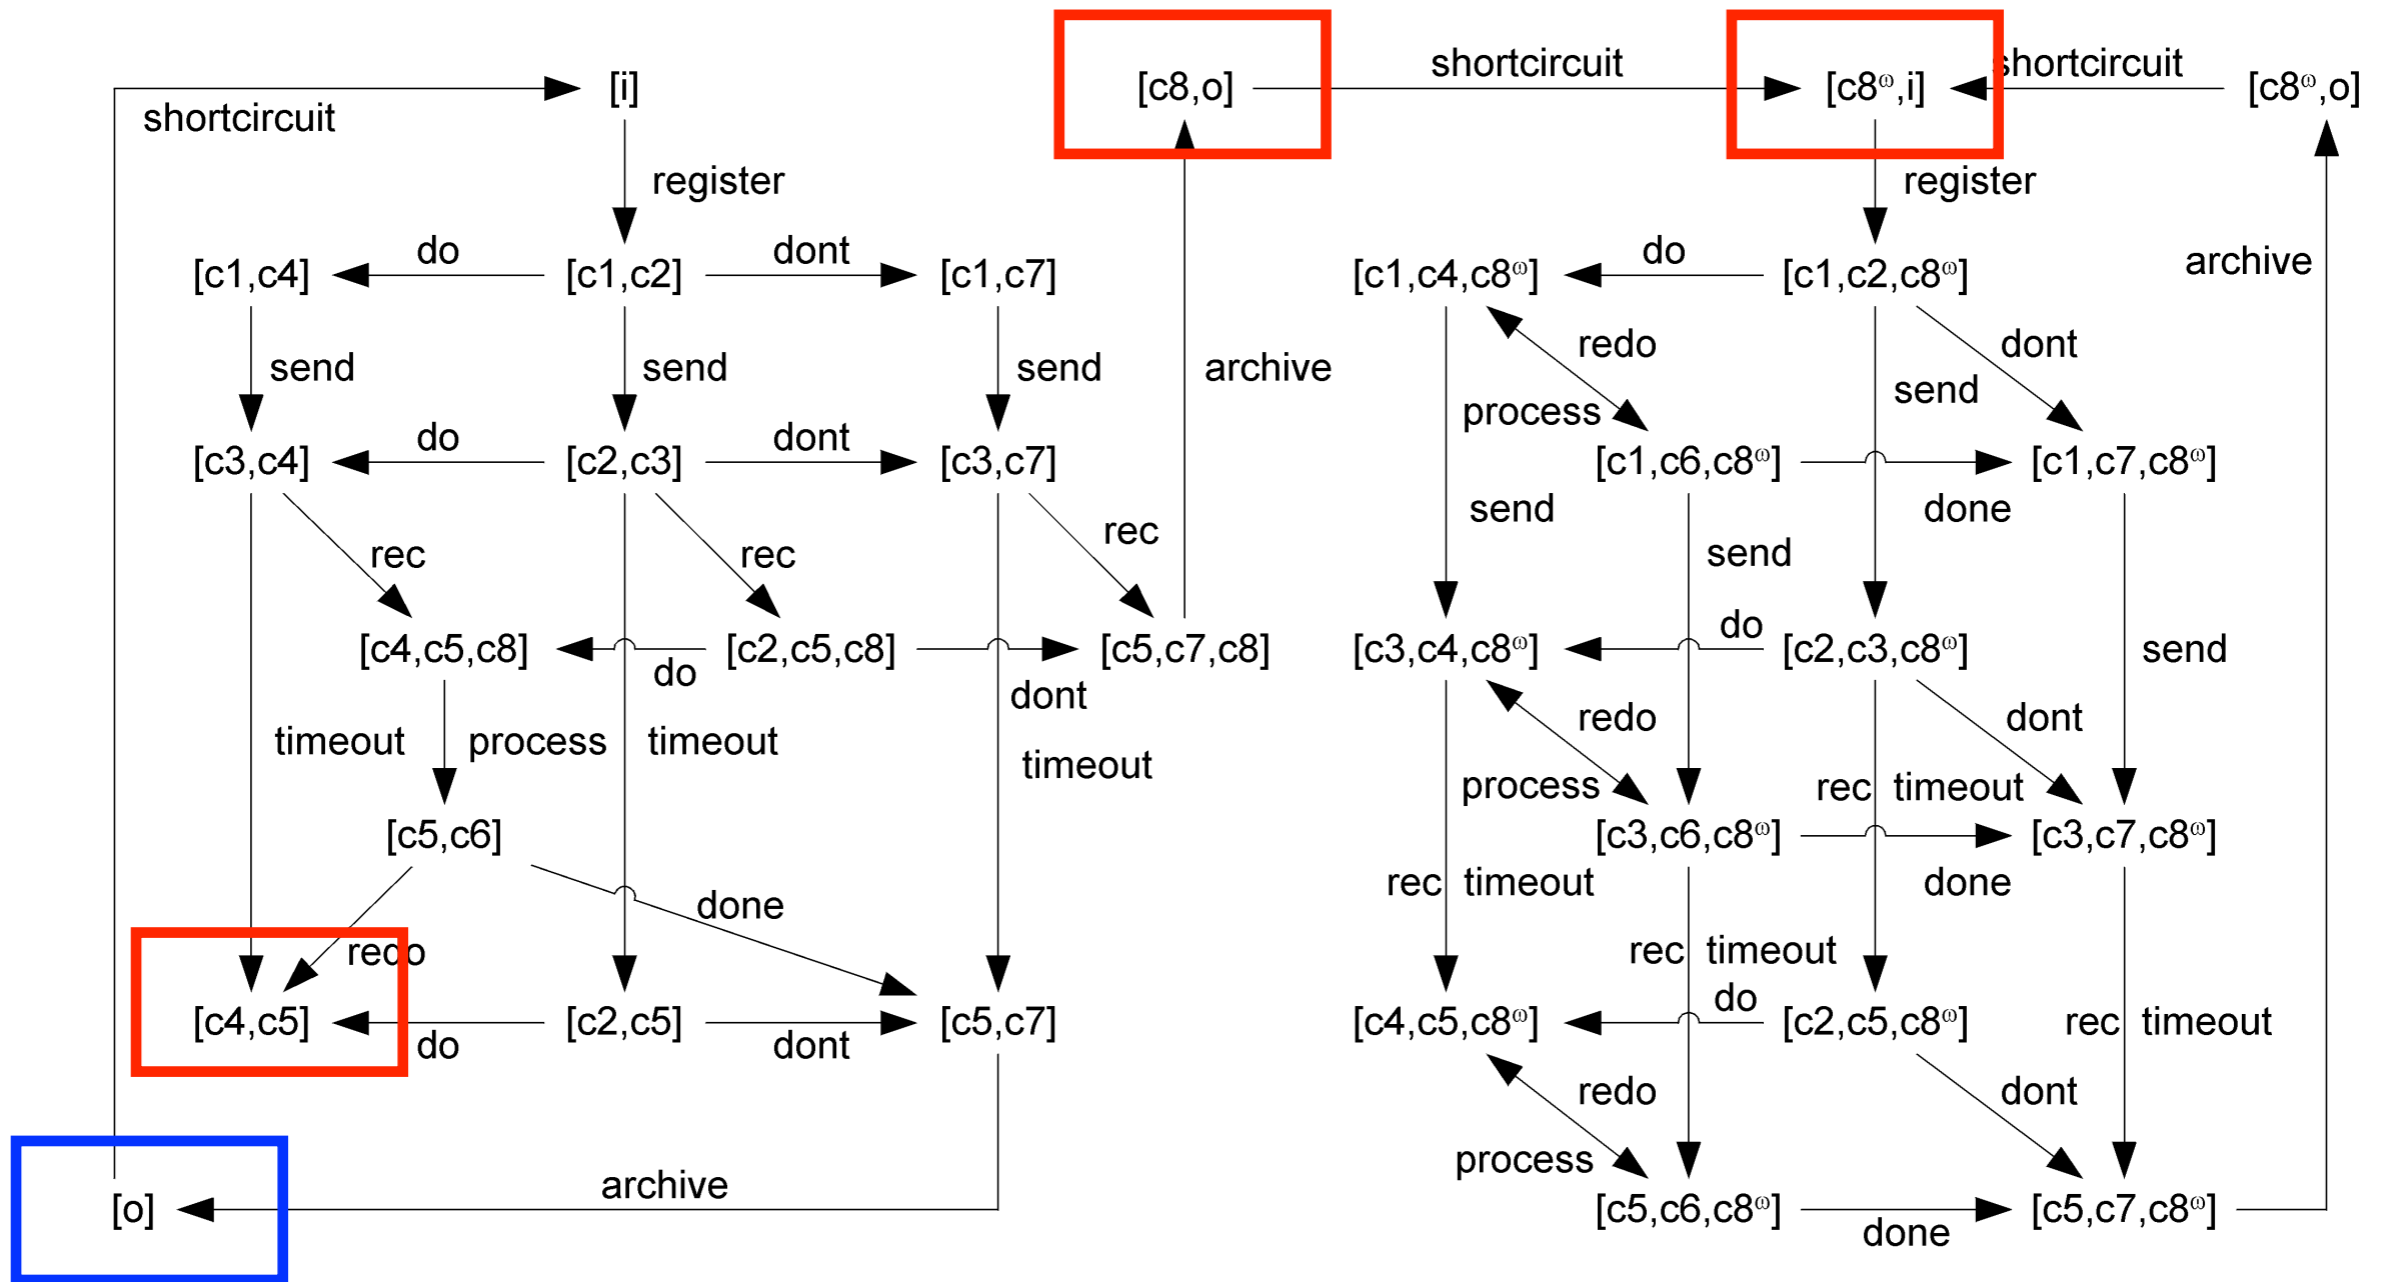 [i] [c8,o] shortcircuit [c8ω,i] shortcircuit [c8ω,o]
shortcircuit
register register
[c1,c4] do [c1,c2] dont [c1,c7] [c1,c4,c8ω] do [c1,c2,c8ω] archive
redo dont
send send send archive send
process
[c3,c4] do [c2,c3] dont [c3,c7] [c1,c6,c8ω] [c1,c7,c8ω]
send done
rec rec rec send
[c4,c5,c8] do [c2,c5,c8] dont [c5,c7,c8] [c3,c4,c8ω] do [c2,c3,c8ω] send
redo dont
timeout process timeout timeout process rec timeout
[c5,c6] [c3,c6,c8ω] [c3,c7,c8ω]
rec timeout done
done
redo rec timeout
[c4,c5] do [c2,c5] dont [c5,c7] [c4,c5,c8ω] do [c2,c5,c8ω] rec timeout
redo dont
process
[o] archive [c5,c6,c8ω] done [c5,c7,c8ω]